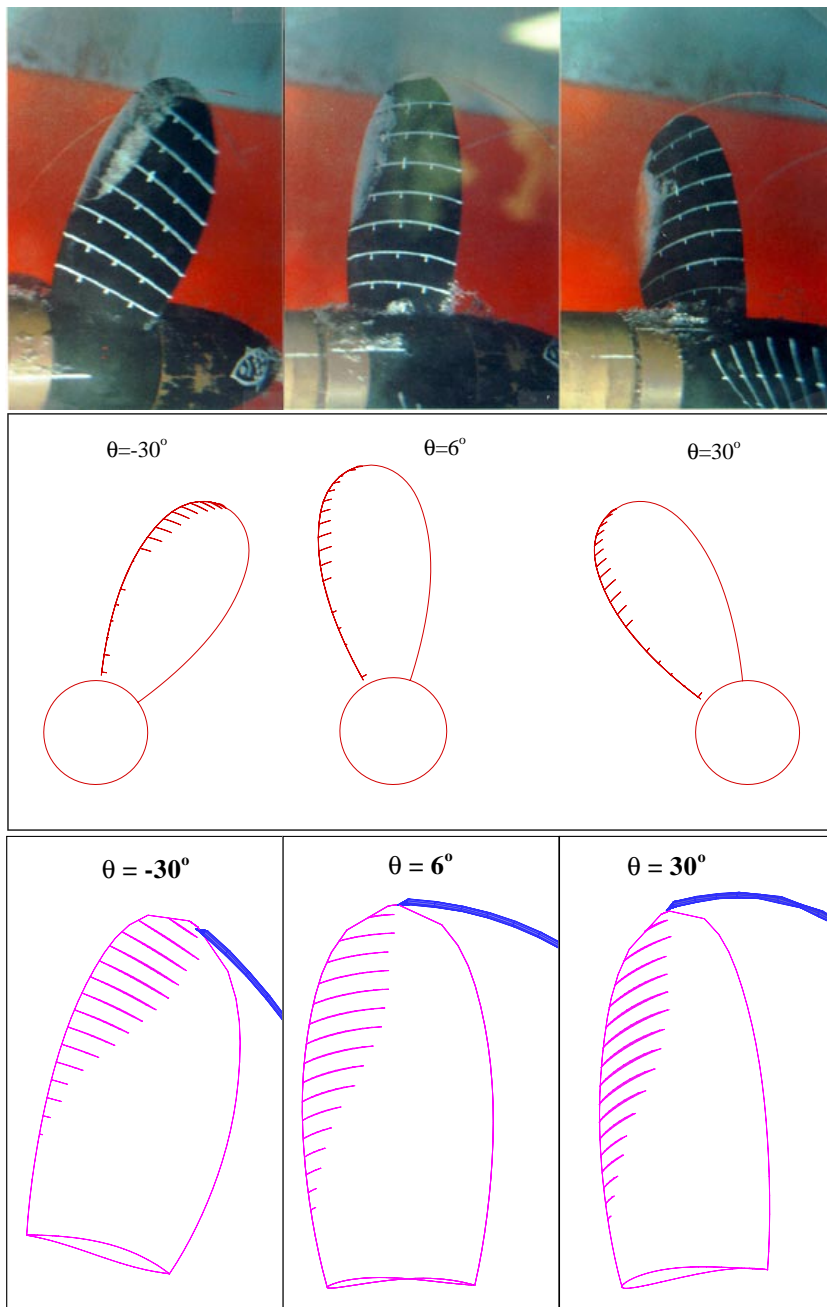 θ=-30°
θ=6°
θ=30°
θ = -30°
θ = 6°
θ = 30°